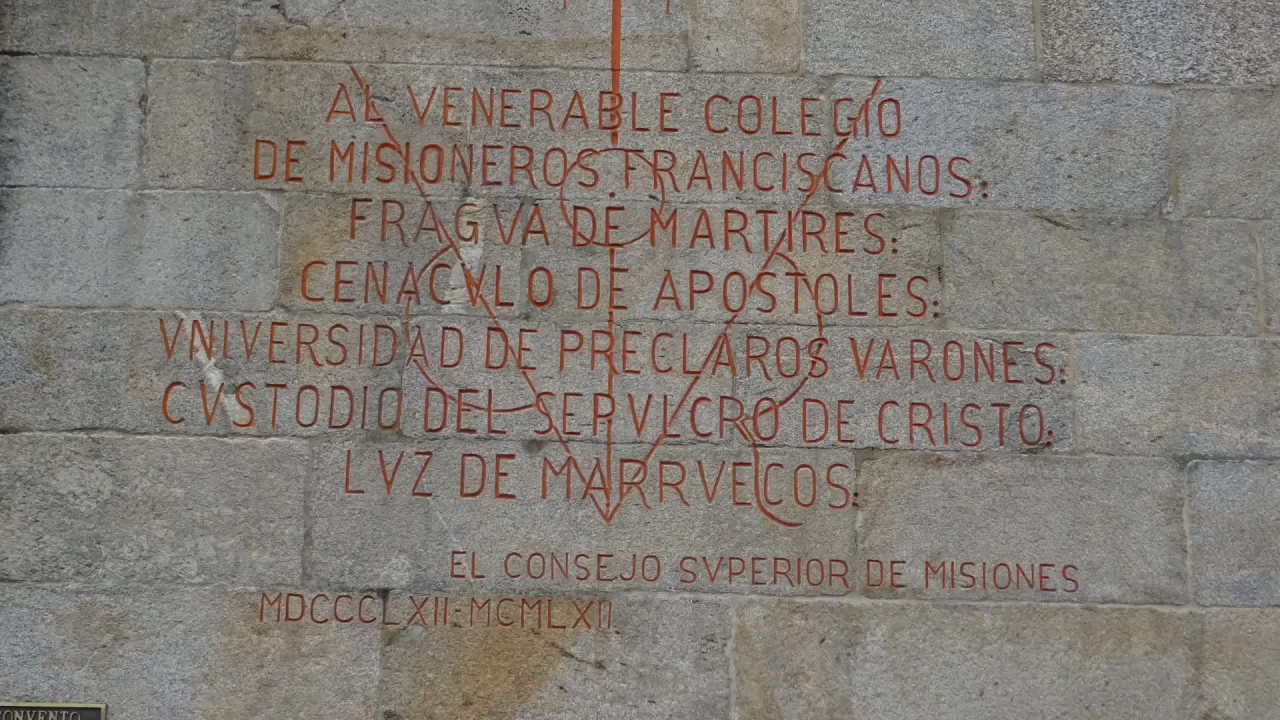 AL VENERABLE COLEGIO
DE MISIONEROS FRANCISCANOS:
FRAGVA DE MARTIRES:
CENACVLO DE APOSTOLES:
VNIVERSIDAD DE PRECLAROS VARONES:
CVSTODIO DEL SEPVLCRO DE CRISTO:
LVZ DE MARRVECOS:
EL CONSEJO SVPERIOR DE MISIONES
MDCCCLXII-MCMLXII.
CONVENTO